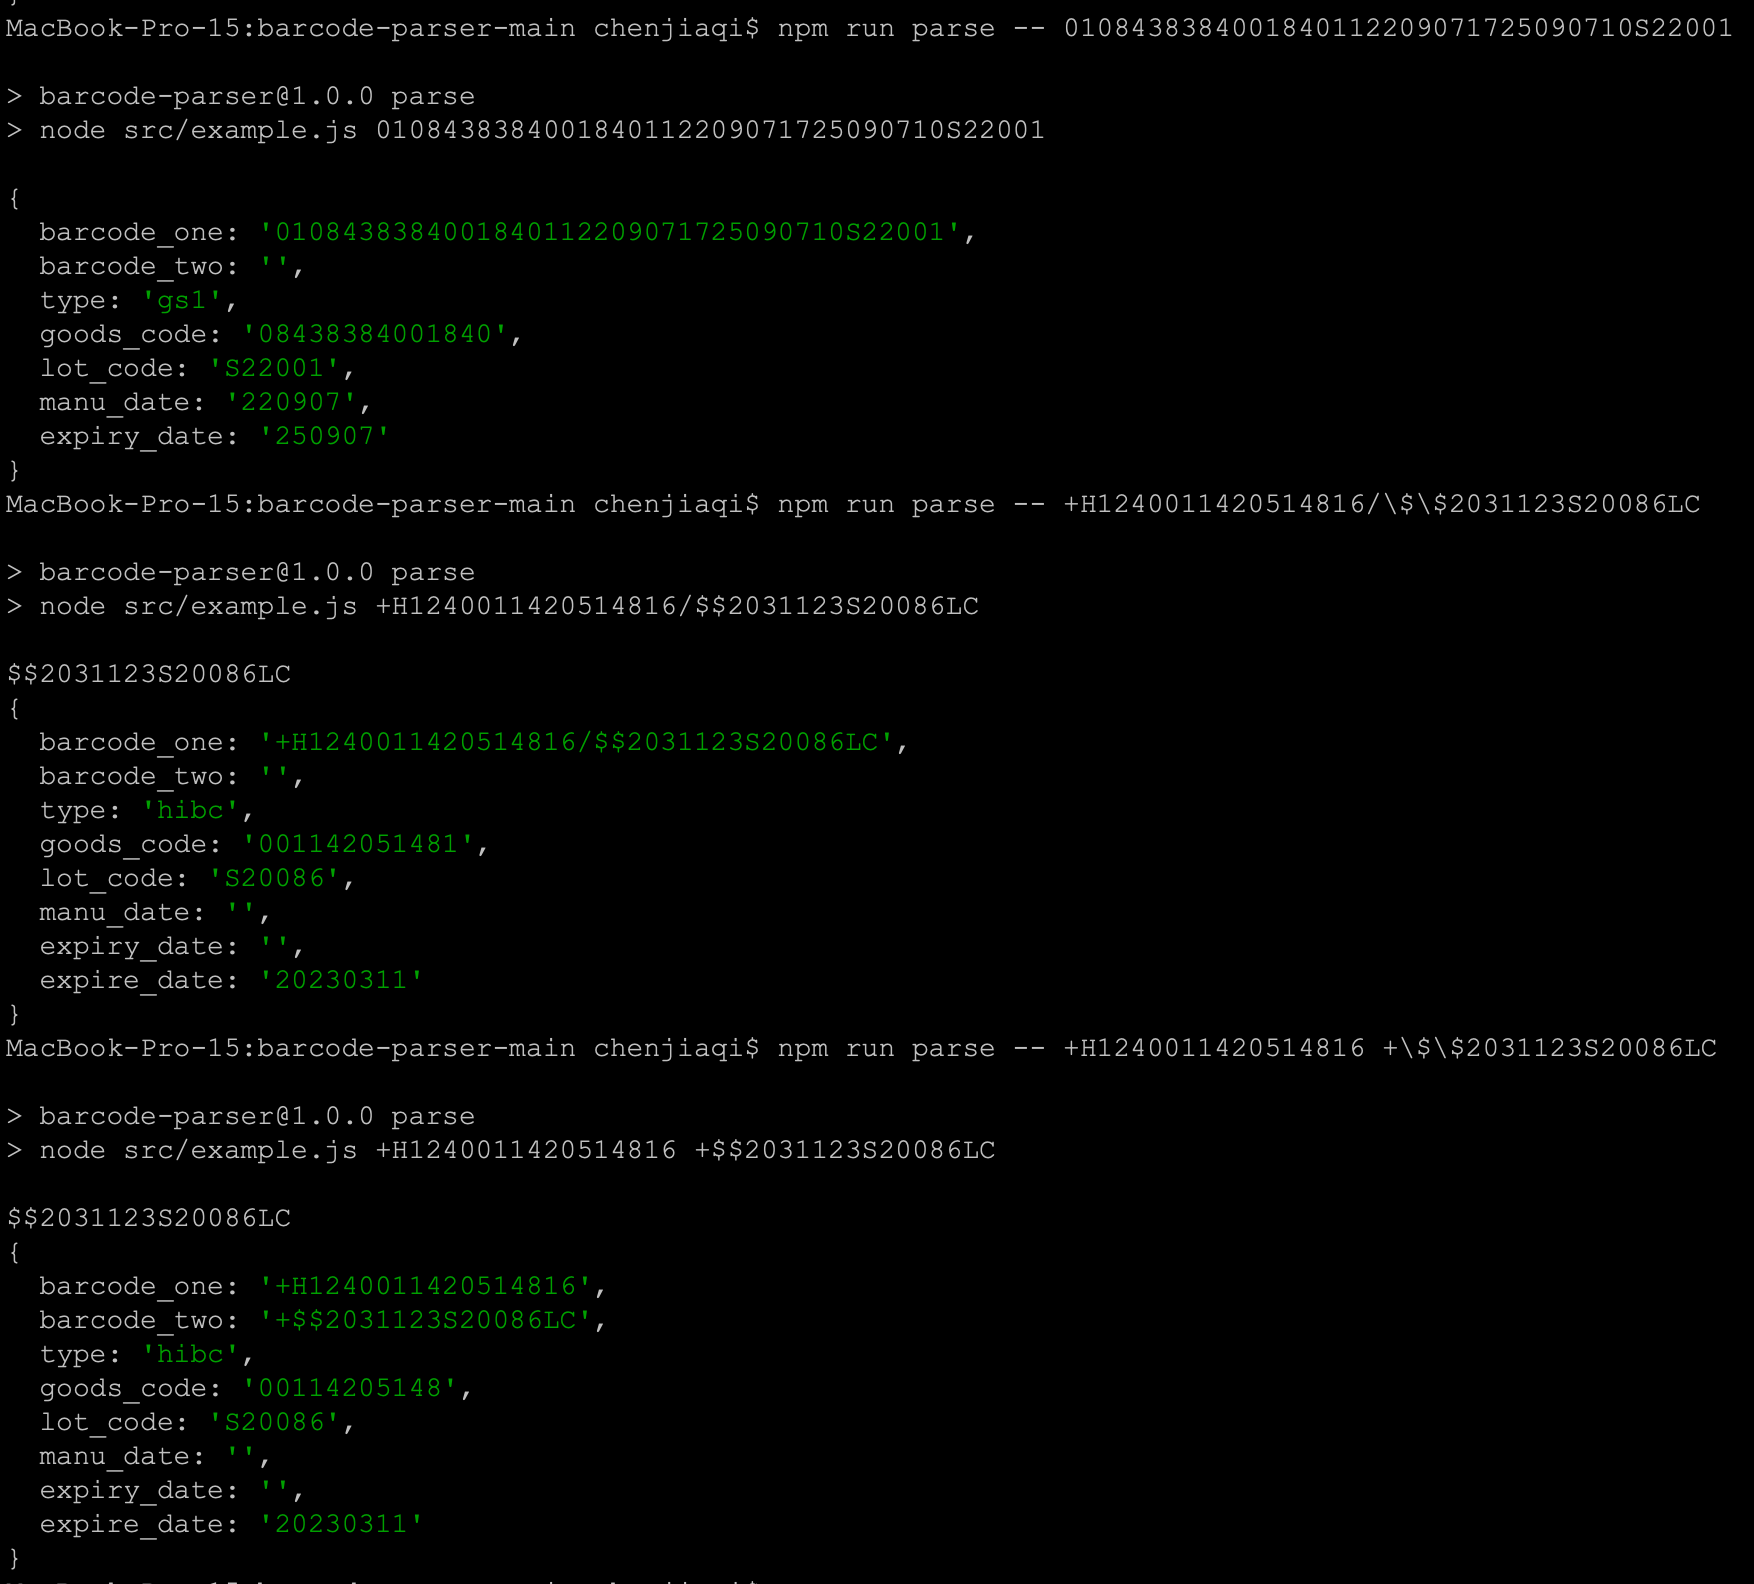 }
MacBook-Pro-15:barcode-parser-main chenjiaqi$ npm run parse -- 010843838400184011220907172509071​0S22001

> barcode-parser@1.0.0 parse
> node src/example.js 0108438384001840112209071725090710S22001

{
  barcode_one: '0108438384001840112209071725090710S22001',
  barcode_two: '',
  type: 'gs1',
  goods_code: '08438384001840',
  lot_code: 'S22001',
  manu_date: '220907',
  expiry_date: '250907'
}
MacBook-Pro-15:barcode-parser-main chenjiaqi$ npm run parse -- +H1240011420514816/\$\$2031123S20086LC

> barcode-parser@1.0.0 parse
> node src/example.js +H1240011420514816/$$2031123S20086LC

$$2031123S20086LC
{
  barcode_one: '+H1240011420514816/$$2031123S20086LC',
  barcode_two: '',
  type: 'hibc',
  goods_code: '001142051481',
  lot_code: 'S20086',
  manu_date: '',
  expiry_date: '',
  expire_date: '20230311'
}
MacBook-Pro-15:barcode-parser-main chenjiaqi$ npm run parse -- +H1240011420514816 +\$\$2031123S20086LC

> barcode-parser@1.0.0 parse
> node src/example.js +H1240011420514816 +$$2031123S20086LC

$$2031123S20086LC
{
  barcode_one: '+H1240011420514816',
  barcode_two: '+$$2031123S20086LC',
  type: 'hibc',
  goods_code: '00114205148',
  lot_code: 'S20086',
  manu_date: '',
  expiry_date: '',
  expire_date: '20230311'
}